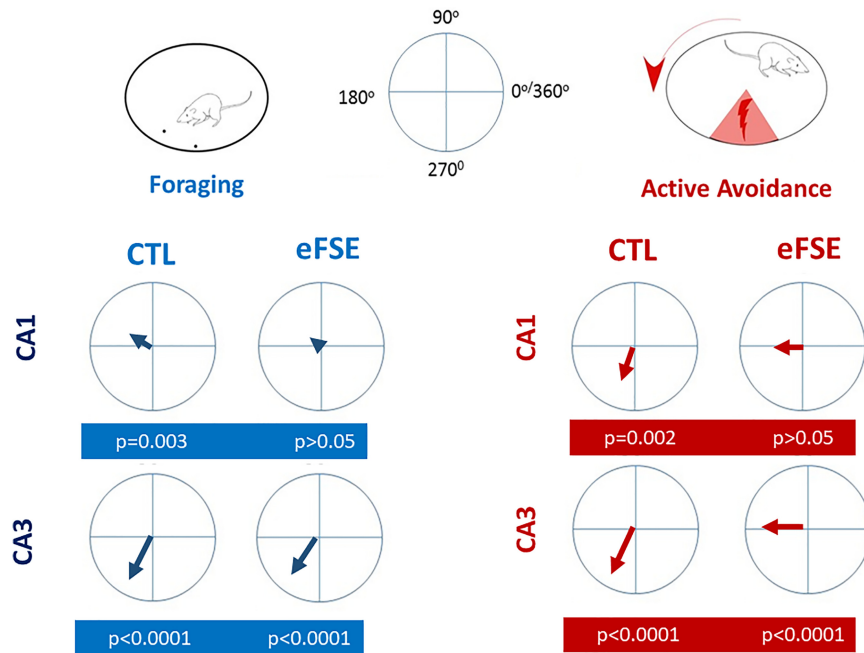 90°
180°
0°/360°
270⁰
Foraging
Active Avoidance
CTL
eFSE
CTL
eFSE
CA1
CA1
p=0.003
p>0.05
p=0.002
p>0.05
CA3
CA3
p<0.0001
p<0.0001
p<0.0001
p<0.0001